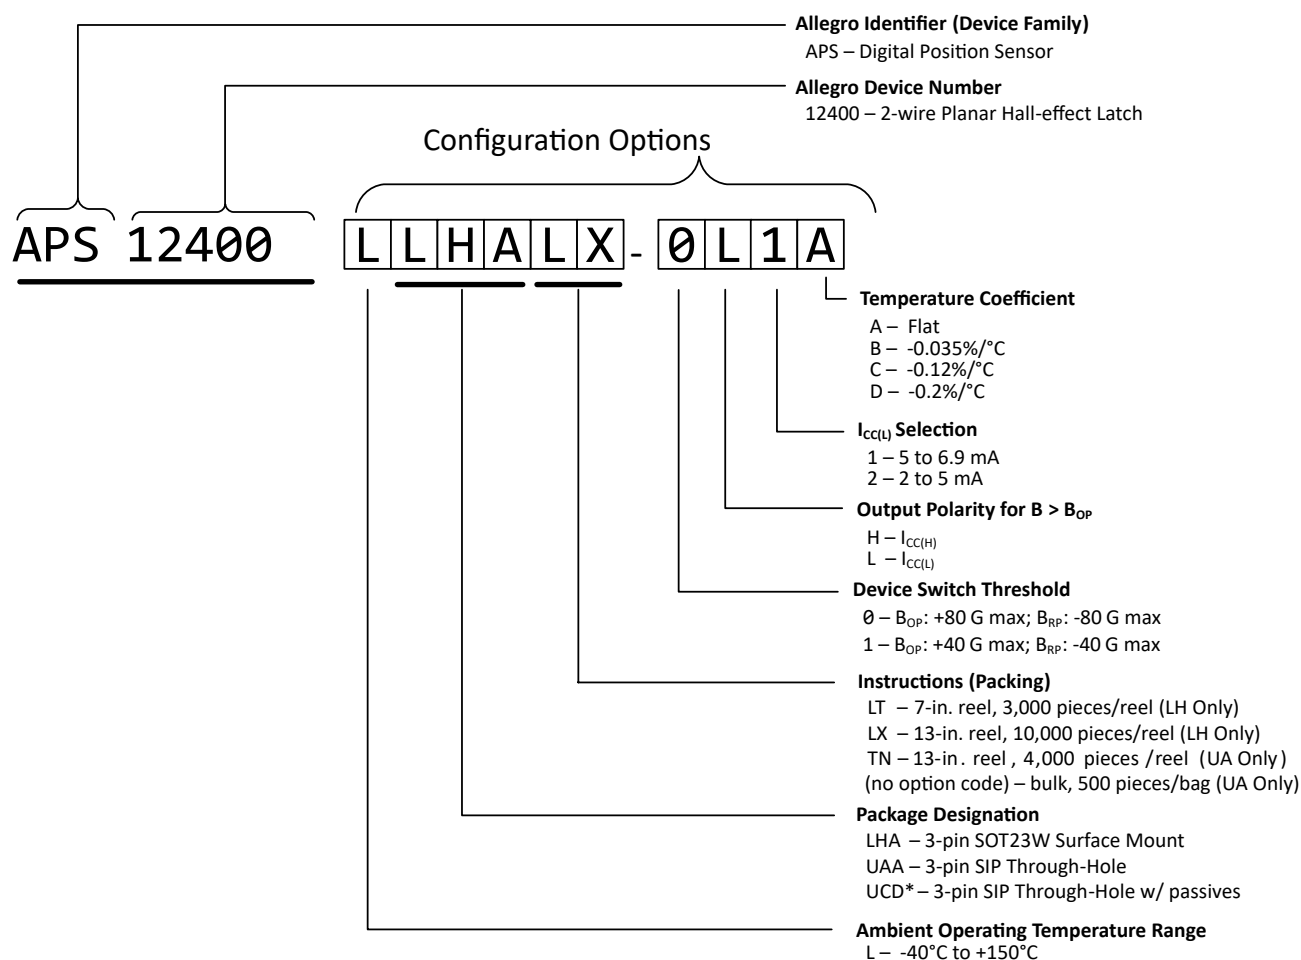 Allegro Identifier (Device Family)
APS – Digital Position Sensor
Allegro Device Number
12400 – 2-wire Planar Hall-effect Latch
Configuration Options
APS 12400 L L H A L X - 0 L 1 A
Temperature Coefficient
A – Flat
B – -0.035%/°C
C – -0.12%/°C
D – -0.2%/°C
ICC(L) Selection
1 – 5 to 6.9 mA
2 – 2 to 5 mA
Output Polarity for B > BOP
H – ICC(H)
L – ICC(L)
Device Switch Threshold
0 – BOP: +80 G max; BRP: -80 G max
1 – BOP: +40 G max; BRP: -40 G max
Instructions (Packing)
LT – 7-in. reel, 3,000 pieces/reel (LH Only)
LX – 13-in. reel, 10,000 pieces/reel (LH Only)
TN – 13-in. reel, 4,000 pieces /reel (UA Only)
(no option code) – bulk, 500 pieces/bag (UA Only)
Package Designation
LHA – 3-pin SOT23W Surface Mount
UAA – 3-pin SIP Through-Hole
UCD* – 3-pin SIP Through-Hole w/ passives
Ambient Operating Temperature Range
L – -40°C to +150°C